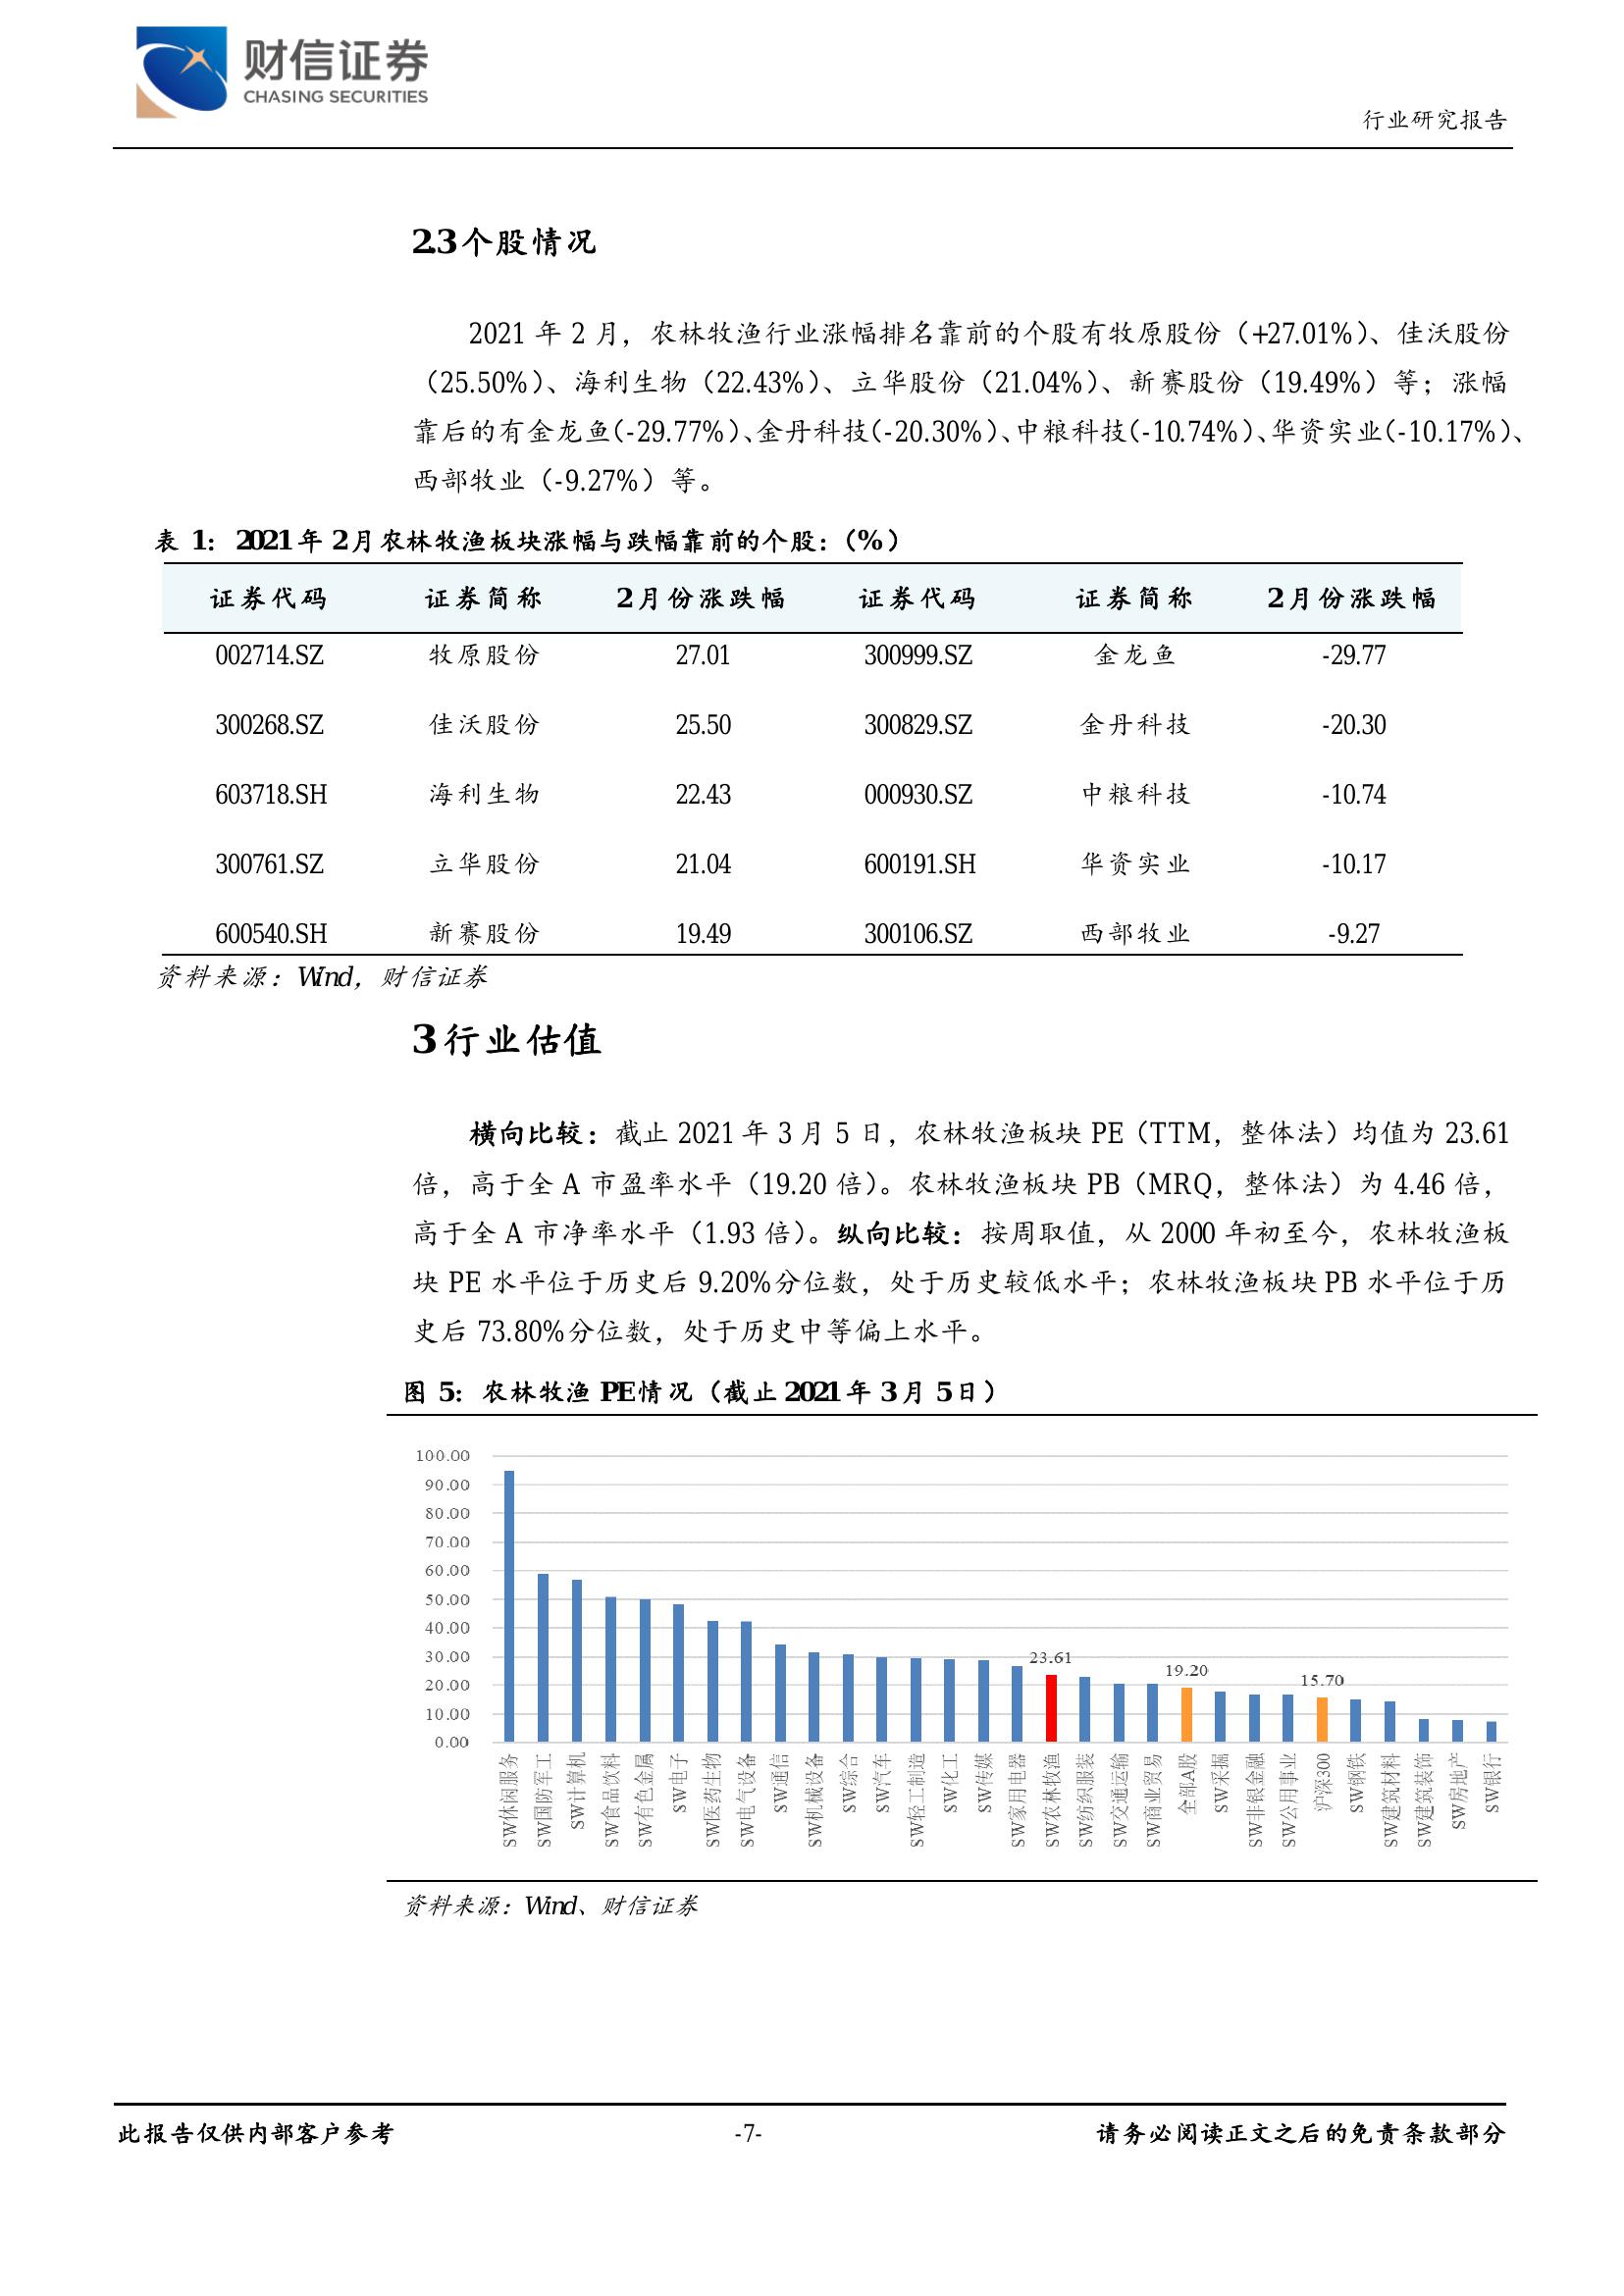 财信证券
CHASING SECURITIES
行业研究报告
2.3 个股情况
2021 年 2 月，农林牧渔行业涨幅排名靠前的个股有牧原股份（+27.01%）、佳沃股份
（25.50%）、海利生物（22.43%）、立华股份（21.04%）、新赛股份（19.49%）等；涨幅
靠后的有金龙鱼(-29.77%)、金丹科技(-20.30%)、中粮科技(-10.74%)、华资实业(-10.17%)、
西部牧业（-9.27%）等。
表 1：2021 年 2 月农林牧渔板块涨幅与跌幅靠前的个股：（%）
证券代码 证券简称 2 月份涨跌幅 证券代码 证券简称 2 月份涨跌幅
002714.SZ 牧原股份 27.01 300999.SZ 金龙鱼 -29.77
300268.SZ 佳沃股份 25.50 300829.SZ 金丹科技 -20.30
603718.SH 海利生物 22.43 000930.SZ 中粮科技 -10.74
300761.SZ 立华股份 21.04 600191.SH 华资实业 -10.17
600540.SH 新赛股份 19.49 300106.SZ 西部牧业 -9.27
资料来源：Wind，财信证券
3 行业估值
横向比较：截止 2021 年 3 月 5 日，农林牧渔板块 PE（TTM，整体法）均值为 23.61
倍，高于全 A 市盈率水平（19.20 倍）。农林牧渔板块 PB（MRQ，整体法）为 4.46 倍，
高于全 A 市净率水平（1.93 倍）。纵向比较：按周取值，从 2000 年初至今，农林牧渔板
块 PE 水平位于历史后 9.20%分位数，处于历史较低水平；农林牧渔板块 PB 水平位于历
史后 73.80%分位数，处于历史中等偏上水平。
图 5：农林牧渔 PE 情况（截止 2021 年 3 月 5 日）
100.00
90.00
80.00
70.00
60.00
50.00
40.00
30.00
20.00
10.00
0.00
23.61
19.20
15.70
SW休闲服务
SW国防军工
SW计算机
SW食品饮料
SW有色金属
SW电子
SW医药生物
SW电气设备
SW通信
SW机械设备
SW综合
SW汽车
SW轻工制造
SW化工
SW传媒
SW家用电器
SW农林牧渔
SW纺织服装
SW交通运输
SW商业贸易
全部A股
SW采掘
SW非银金融
SW公用事业
沪深300
SW钢铁
SW建筑材料
SW建筑装饰
SW房地产
SW银行
资料来源：Wind、财信证券
此报告仅供内部客户参考
-7-
请务必阅读正文之后的免责条款部分